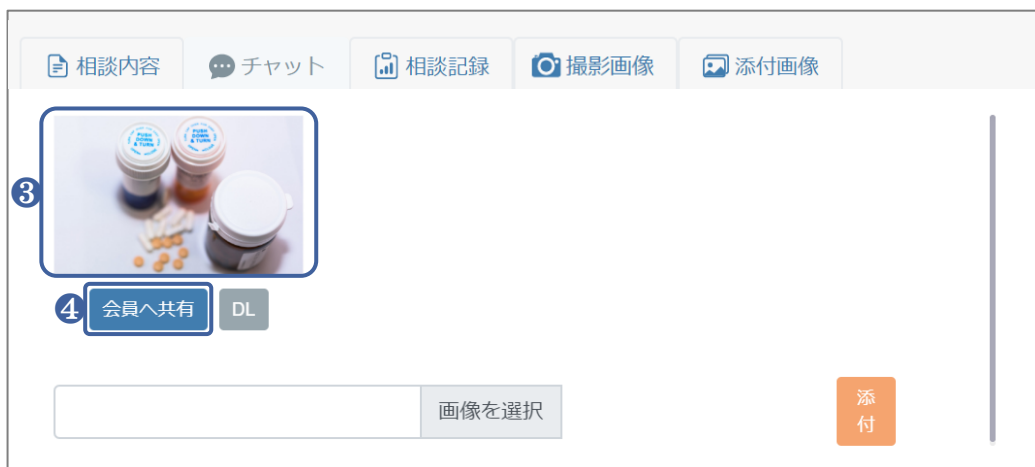 相談内容 チャット 相談記録 撮影画像 添付画像
PUSH DOWN & TURN PUSH DOWN & TURN
❸
❹ 会員へ共有 DL
画像を選択
添
付